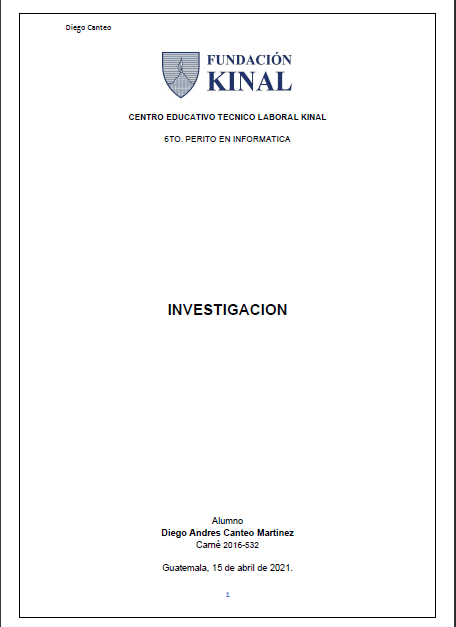 Diego Canteo
FUNDACIÓN
KINAL
CENTRO EDUCATIVO TECNICO LABORAL KINAL
6TO. PERITO EN INFORMATICA
INVESTIGACION
Alumno
Diego Andres Canteo Martinez
Carné 2016-532
Guatemala, 15 de abril de 2021.
1